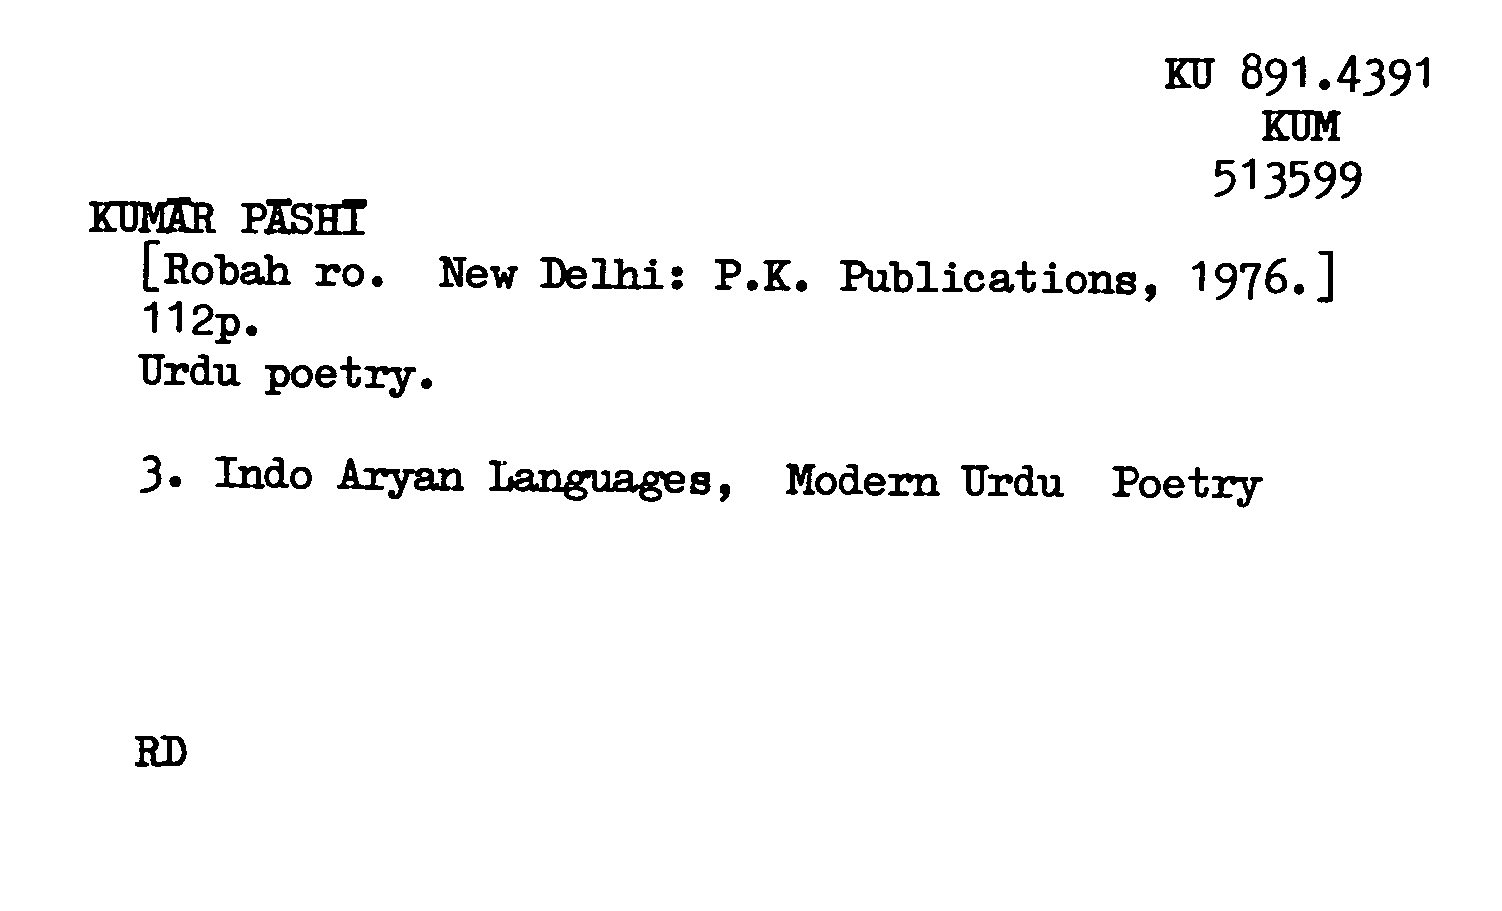 KU 891.4391
KUM
513599
KUMĀR PĀSHĪ
[Robah ro. New Delhi: P.K. Publications, 1976.]
112p.
Urdu poetry.
3. Indo Aryan Languages, Modern Urdu Poetry
RD